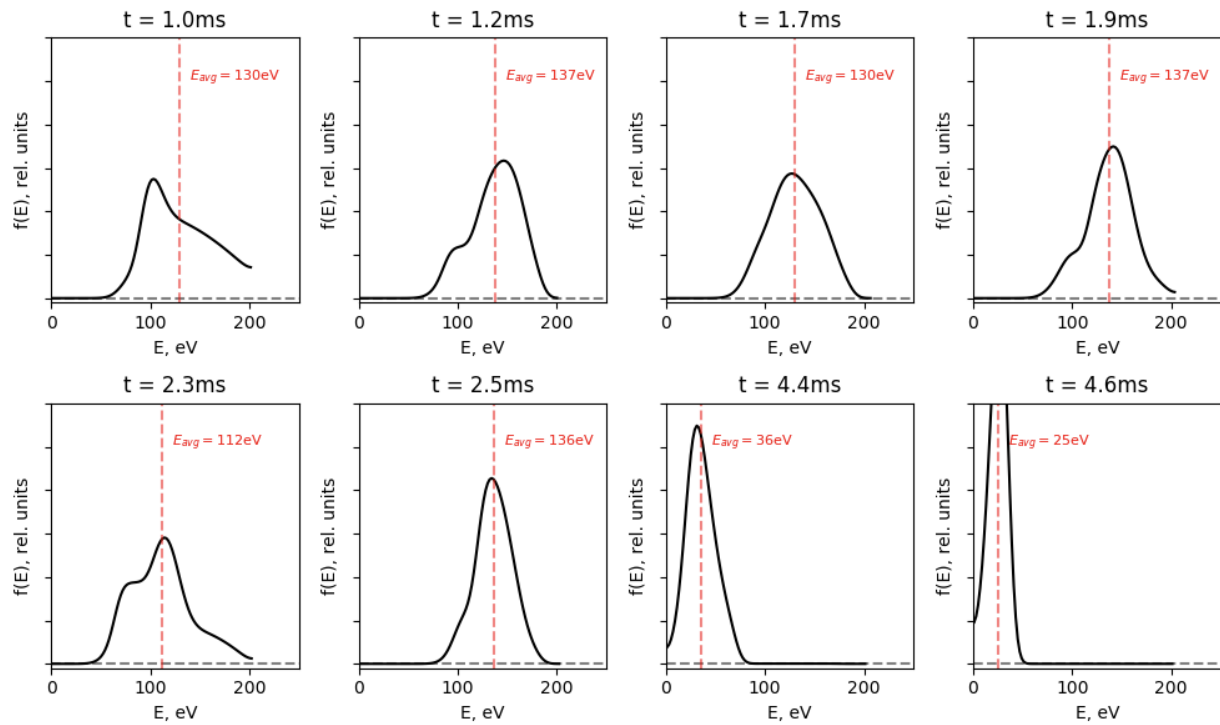 t = 1.0ms
f(E), rel. units
E_avg = 130eV
0 100 200
E, eV
t = 1.2ms
f(E), rel. units
E_avg = 137eV
0 100 200
E, eV
t = 1.7ms
f(E), rel. units
E_avg = 130eV
0 100 200
E, eV
t = 1.9ms
f(E), rel. units
E_avg = 137eV
0 100 200
E, eV
t = 2.3ms
f(E), rel. units
E_avg = 112eV
0 100 200
E, eV
t = 2.5ms
f(E), rel. units
E_avg = 136eV
0 100 200
E, eV
t = 4.4ms
f(E), rel. units
E_avg = 36eV
0 100 200
E, eV
t = 4.6ms
f(E), rel. units
E_avg = 25eV
0 100 200
E, eV